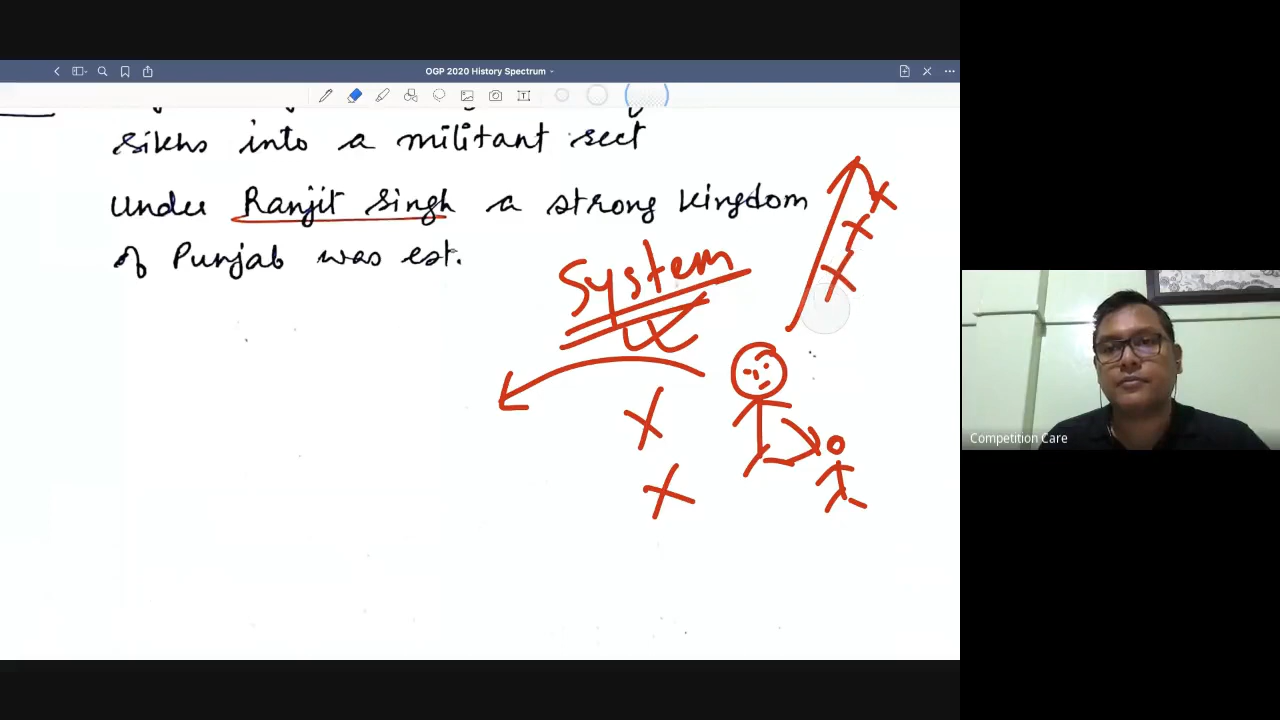 OGP 2020 History Spectrum
sikhs into a militant sect
under Ranjit Singh a strong kingdom
of Punjab was est.
System
Competition Care